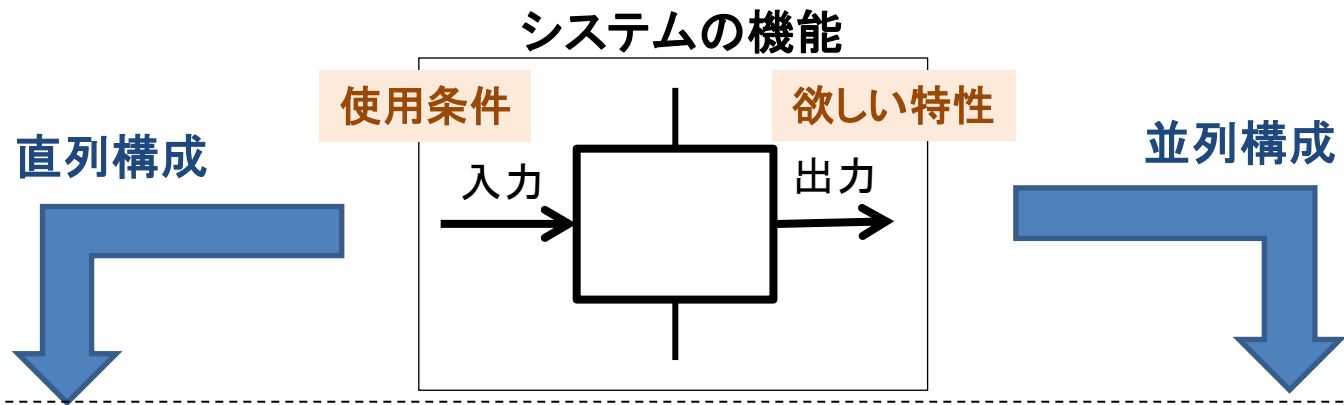 システムの機能
使用条件
欲しい特性
直列構成
並列構成
入力
出力